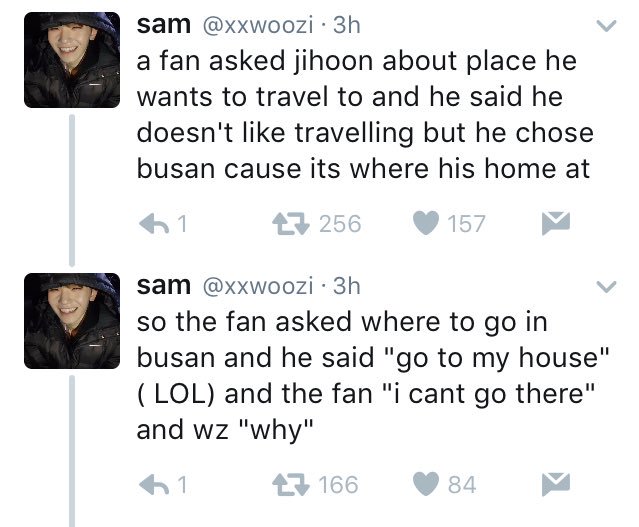 sam @xxwoozi · 3h
a fan asked jihoon about place he
wants to travel to and he said he
doesn't like travelling but he chose
busan cause its where his home at
1 256 157
sam @xxwoozi · 3h
so the fan asked where to go in
busan and he said "go to my house"
( LOL) and the fan "i cant go there"
and wz "why"
1 166 84